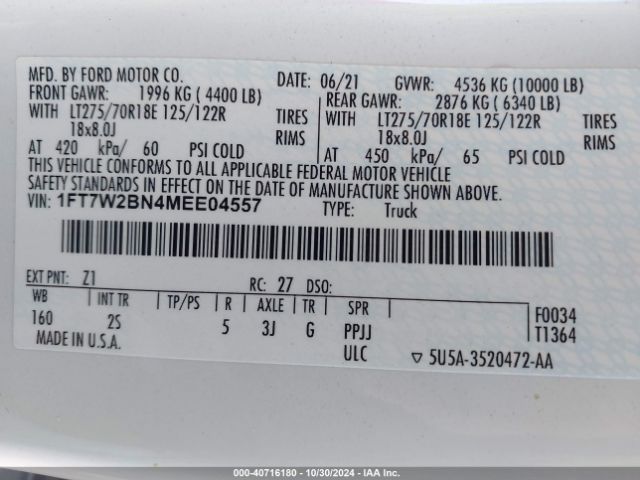 MFD. BY FORD MOTOR CO.
DATE: 06/21 GVWR: 4536 KG (10000 LB)
FRONT GAWR: 1996 KG (4400 LB)
REAR GAWR: 2876 KG (6340 LB)
WITH LT275/70R18E 125/122R TIRES
WITH LT275/70R18E 125/122R TIRES
18x8.0J RIMS
18x8.0J RIMS
AT 420 kPa/ 60 PSI COLD
AT 450 kPa/ 65 PSI COLD
THIS VEHICLE CONFORMS TO ALL APPLICABLE FEDERAL MOTOR VEHICLE
SAFETY STANDARDS IN EFFECT ON THE DATE OF MANUFACTURE SHOWN ABOVE.
VIN: 1FT7W2BN4MEE04557 TYPE: Truck
EXT PNT: Z1 RC: 27 DSO:
WB INT TR TP/PS R AXLE TR SPR F0034
160 2S 5 3J G PPJJ T1364
MADE IN U.S.A. ULC ▽ 5U5A-3520472-AA
000-40716180 - 10/30/2024 - IAA Inc.